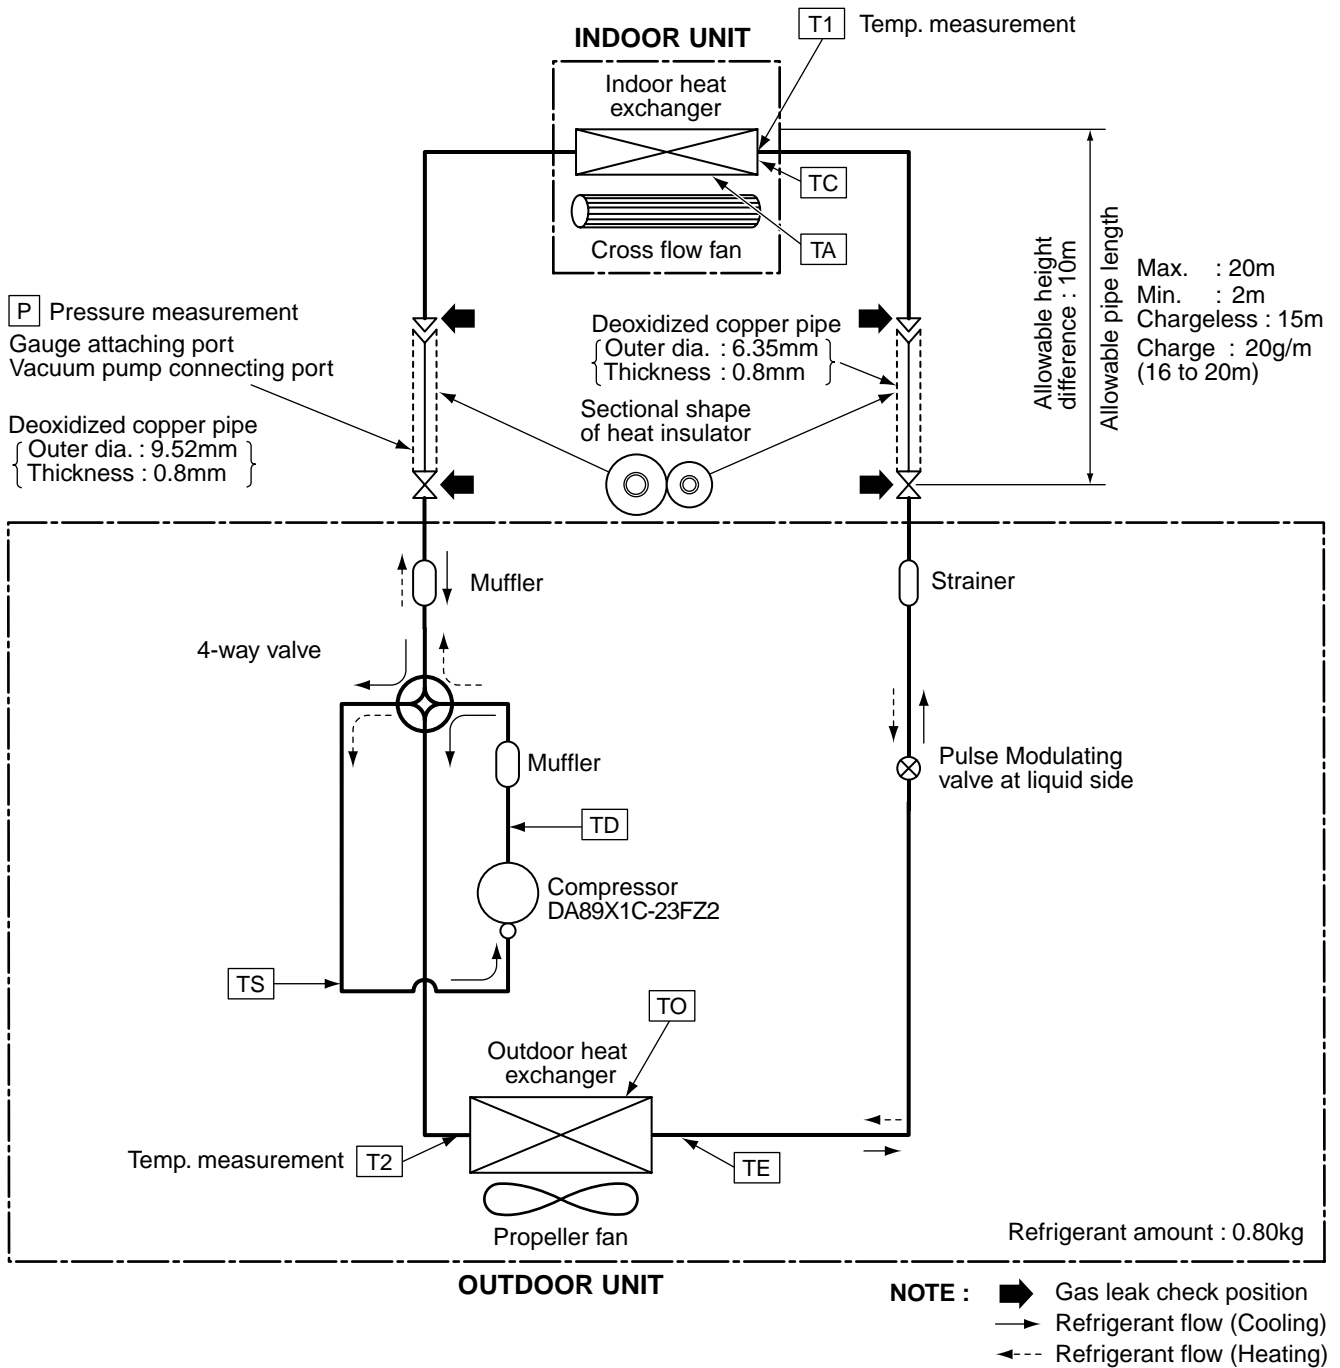 T1 Temp. measurement
INDOOR UNIT
Indoor heat
exchanger
TC
Cross flow fan
TA
Allowable height
difference : 10m
Allowable pipe length
Max. : 20m
Min. : 2m
Chargeless : 15m
Charge : 20g/m
(16 to 20m)
P Pressure measurement
Gauge attaching port
Vacuum pump connecting port
Deoxidized copper pipe
Outer dia. : 9.52mm
Thickness : 0.8mm
Deoxidized copper pipe
Outer dia. : 6.35mm
Thickness : 0.8mm
Sectional shape
of heat insulator
Muffler
Strainer
4-way valve
Muffler
Pulse Modulating
valve at liquid side
TD
Compressor
DA89X1C-23FZ2
TS
TO
Outdoor heat
exchanger
Temp. measurement T2
TE
Propeller fan
Refrigerant amount : 0.80kg
OUTDOOR UNIT
NOTE : Gas leak check position
Refrigerant flow (Cooling)
Refrigerant flow (Heating)